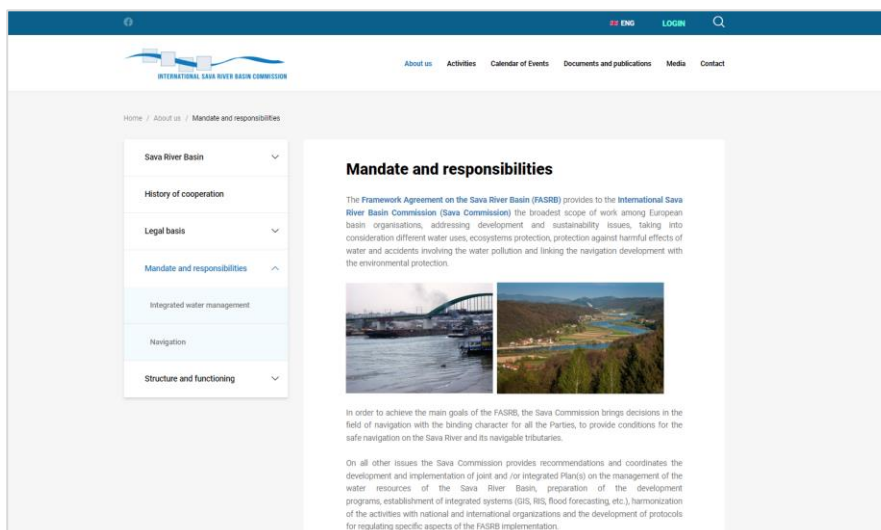 ENG LOGIN
INTERNATIONAL SAVA RIVER BASIN COMMISSION
About us Activities Calendar of Events Documents and publications Media Contact
Home / About us / Mandate and responsibilities
Sava River Basin
History of cooperation
Legal basis
Mandate and responsibilities
Integrated water management
Navigation
Structure and functioning
Mandate and responsibilities
The Framework Agreement on the Sava River Basin (FASRB) provides to the International Sava
River Basin Commission (Sava Commission) the broadest scope of work among European
basin organisations, addressing development and sustainability issues, taking into
consideration different water uses, ecosystems protection, protection against harmful effects of
water and accidents involving the water pollution and linking the navigation development with
the environmental protection.
In order to achieve the main goals of the FASRB, the Sava Commission brings decisions in the
field of navigation with the binding character for all the Parties, to provide conditions for the
safe navigation on the Sava River and its navigable tributaries.
On all other issues the Sava Commission provides recommendations and coordinates the
development and implementation of joint and /or integrated Plan(s) on the management of the
water resources of the Sava River Basin, preparation of the development
programs, establishment of integrated systems (GIS, RIS, flood forecasting, etc.), harmonization
of the activities with national and international organizations and the development of protocols
for regulating specific aspects of the FASRB implementation.